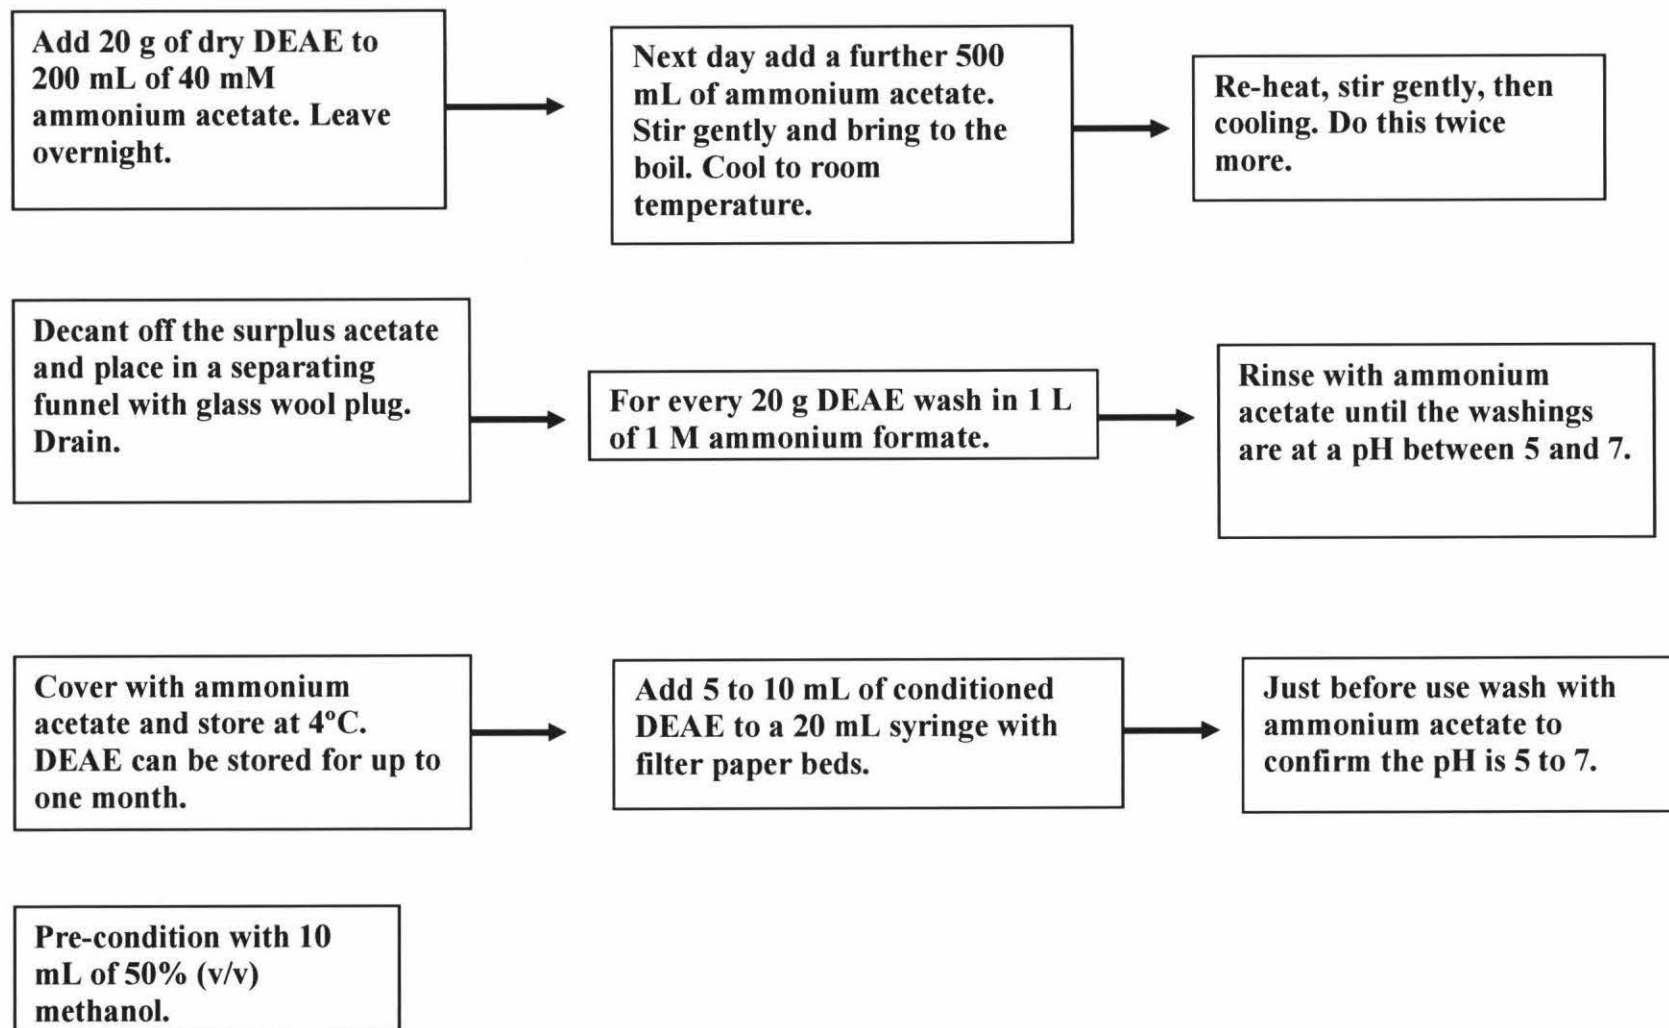 Add 20 g of dry DEAE to
200 mL of 40 mM
ammonium acetate. Leave
overnight.
Next day add a further 500
mL of ammonium acetate.
Stir gently and bring to the
boil. Cool to room
temperature.
Re-heat, stir gently, then
cooling. Do this twice
more.
Decant off the surplus acetate
and place in a separating
funnel with glass wool plug.
Drain.
For every 20 g DEAE wash in 1 L
of 1 M ammonium formate.
Rinse with ammonium
acetate until the washings
are at a pH between 5 and 7.
Cover with ammonium
acetate and store at 4°C.
DEAE can be stored for up to
one month.
Add 5 to 10 mL of conditioned
DEAE to a 20 mL syringe with
filter paper beds.
Just before use wash with
ammonium acetate to
confirm the pH is 5 to 7.
Pre-condition with 10
mL of 50% (v/v)
methanol.